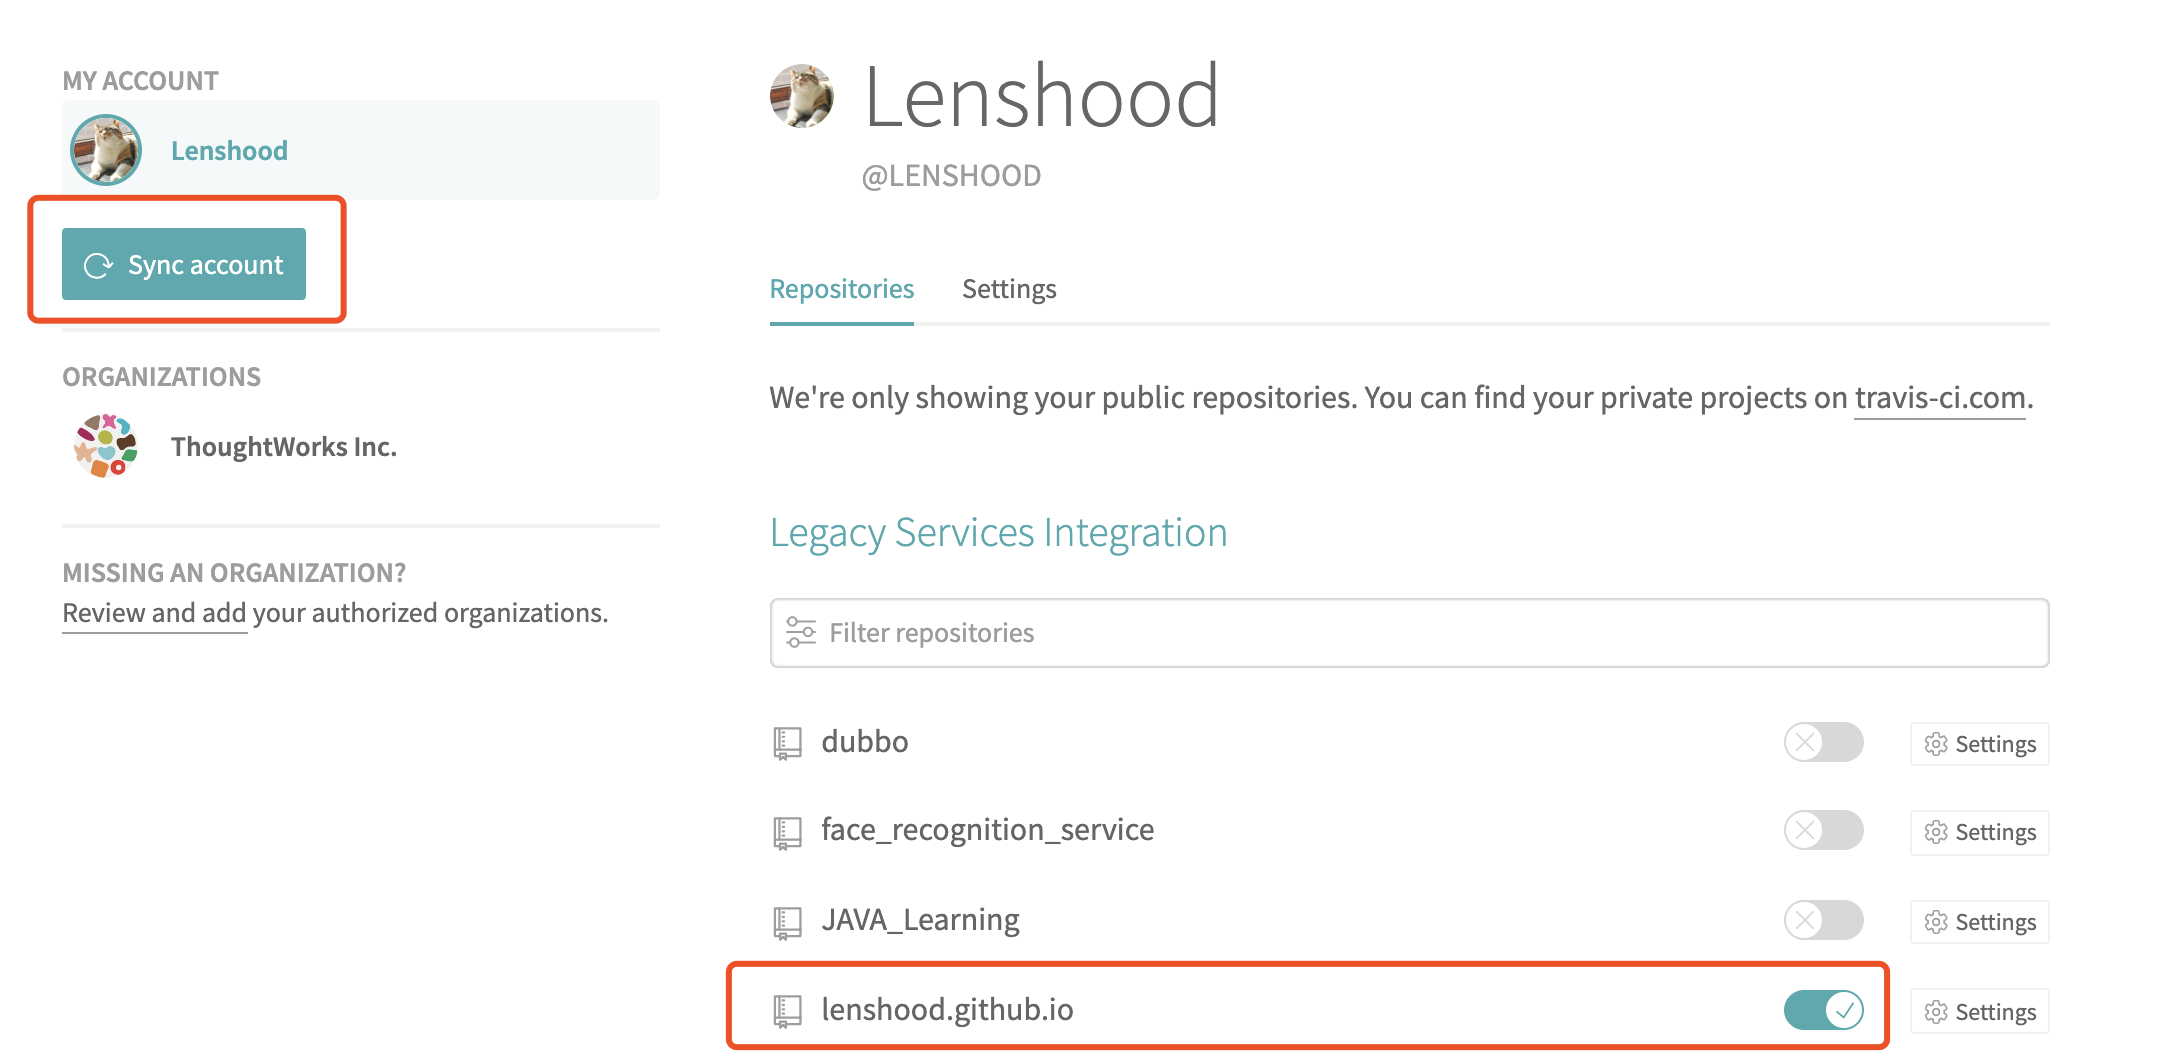 MY ACCOUNT
Lenshood
Sync account
ORGANIZATIONS
ThoughtWorks Inc.
MISSING AN ORGANIZATION?
Review and add your authorized organizations.
Lenshood
@LENSHOOD
Repositories Settings
We're only showing your public repositories. You can find your private projects on travis-ci.com.
Legacy Services Integration
Filter repositories
dubbo Settings
face_recognition_service Settings
JAVA_Learning Settings
lenshood.github.io Settings